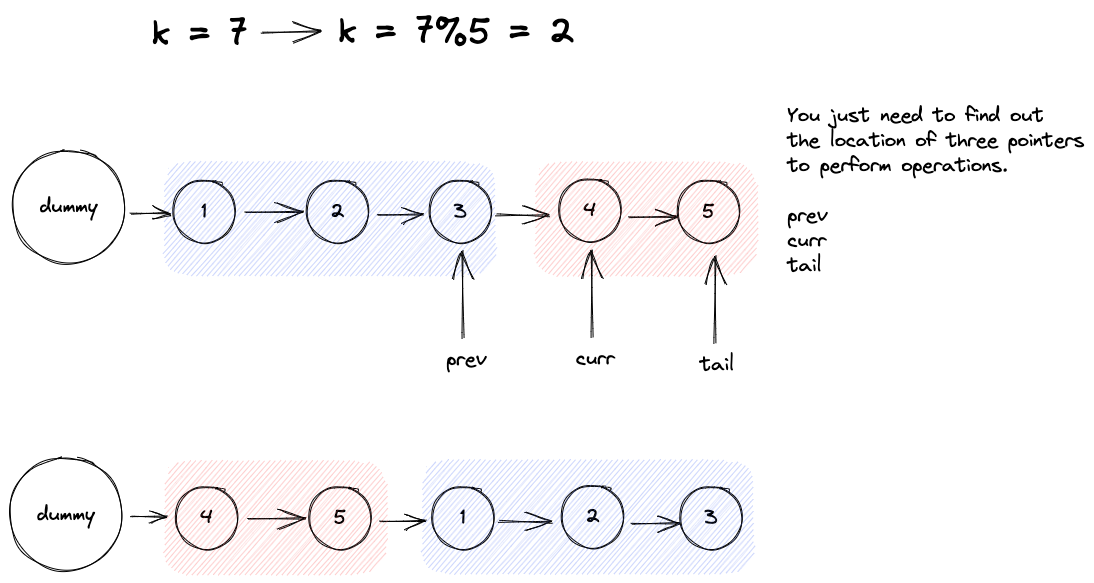 k = 7 → k = 7%5 = 2
You just need to find out
the location of three pointers
to perform operations.
prev
curr
tail
dummy 1 2 3 4 5
prev curr tail
dummy 4 5 1 2 3